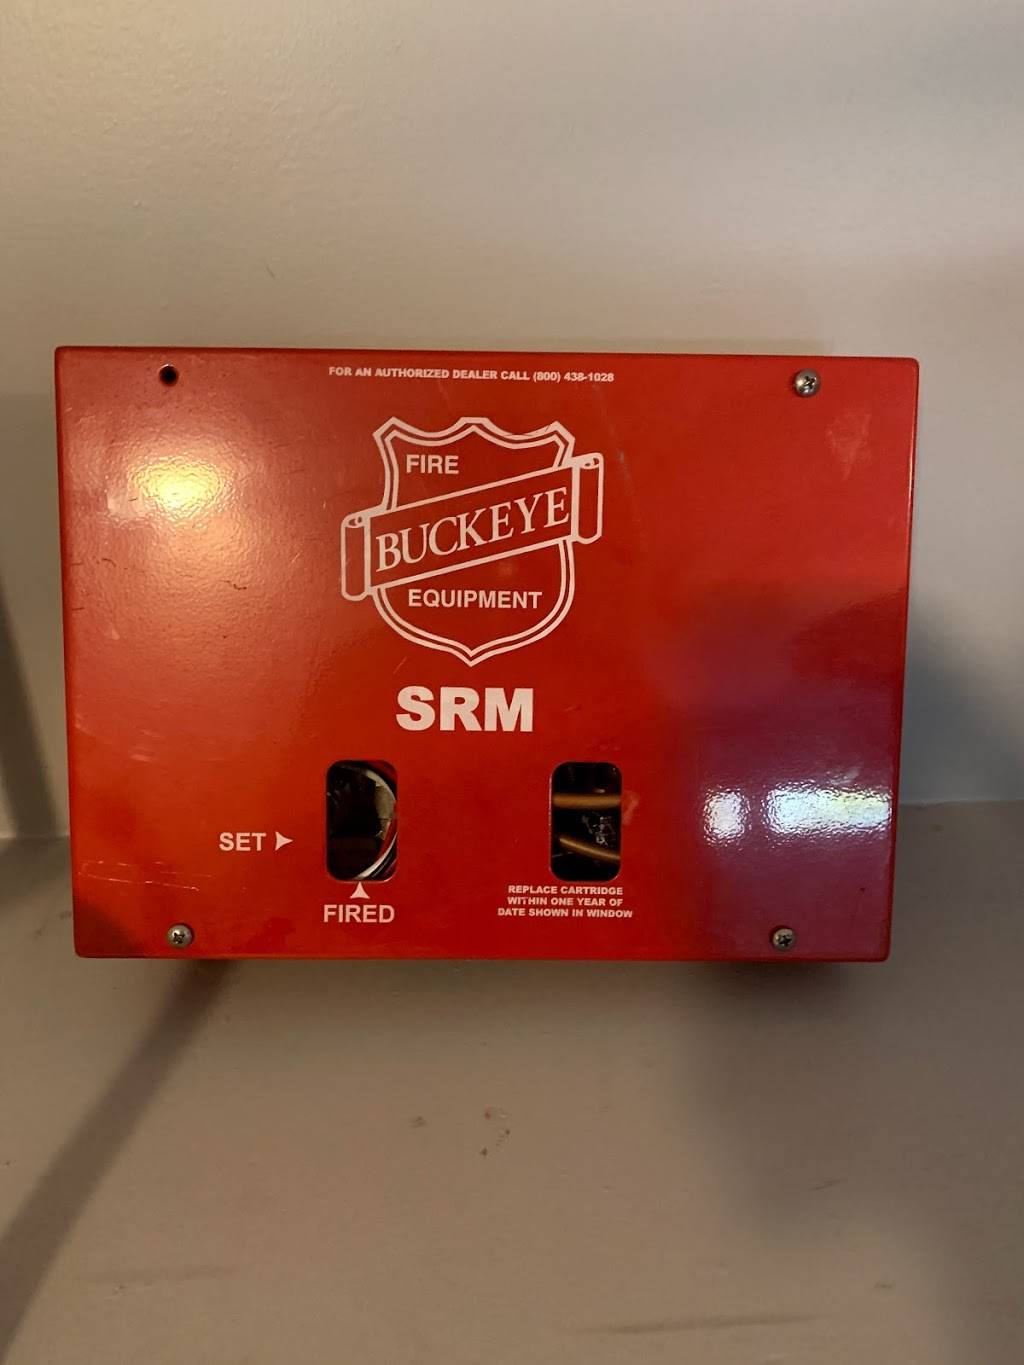 FOR AN AUTHORIZED DEALER CALL (800) 438-1028
FIRE
BUCKEYE
EQUIPMENT
SRM
SET
FIRED
REPLACE CARTRIDGE
WITHIN ONE YEAR OF
DATE SHOWN IN WINDOW